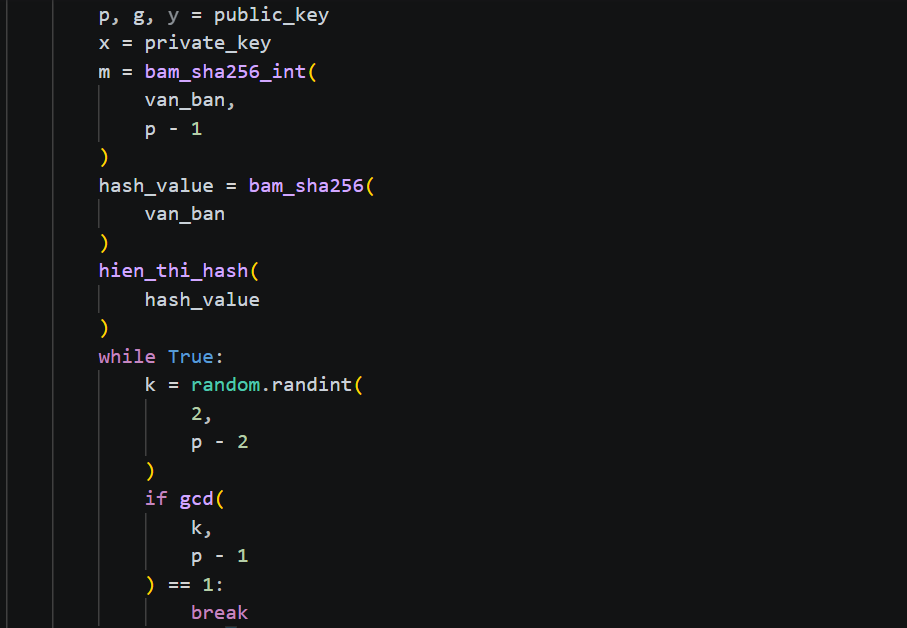 p, g, y = public_key
x = private_key
m = bam_sha256_int(
van_ban,
p - 1
)
hash_value = bam_sha256(
van_ban
)
hien_thi_hash(
hash_value
)
while True:
k = random.randint(
2,
p - 2
)
if gcd(
k,
p - 1
) == 1:
break